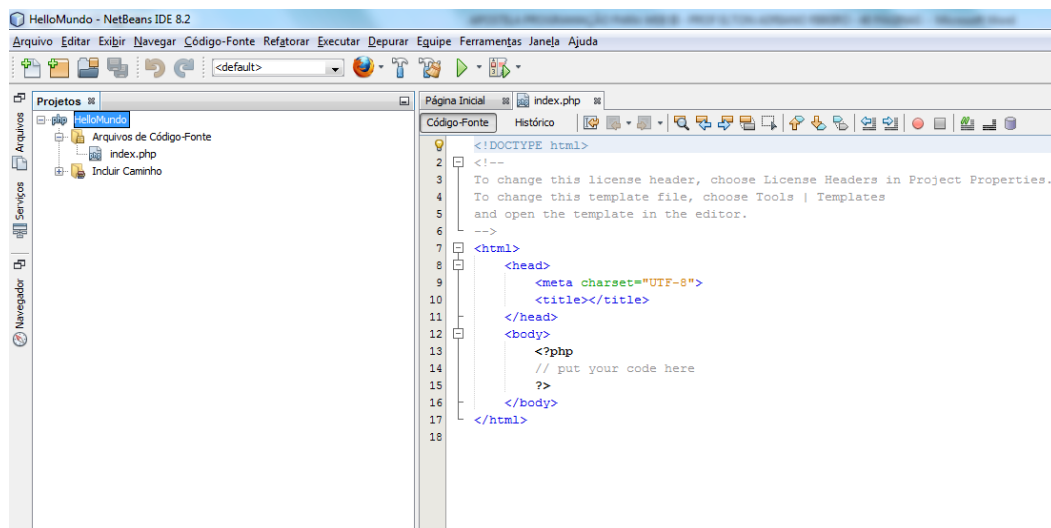 HelloMundo - NetBeans IDE 8.2
Arquivo Editar Exibir Navegar Código-Fonte Refatorar Executar Depurar Equipe Ferramentas Janela Ajuda
<default>
Projetos
HelloMundo
Arquivos de Código-Fonte
index.php
Incluir Caminho
Arquivos
Serviços
Navegador
Página Inicial index.php
Código-Fonte Histórico
<!DOCTYPE html>
2 <!--
3 To change this license header, choose License Headers in Project Properties.
4 To change this template file, choose Tools | Templates
5 and open the template in the editor.
6 -->
7 <html>
8 <head>
9 <meta charset="UTF-8">
10 <title></title>
11 </head>
12 <body>
13 <?php
14 // put your code here
15 ?>
16 </body>
17 </html>
18